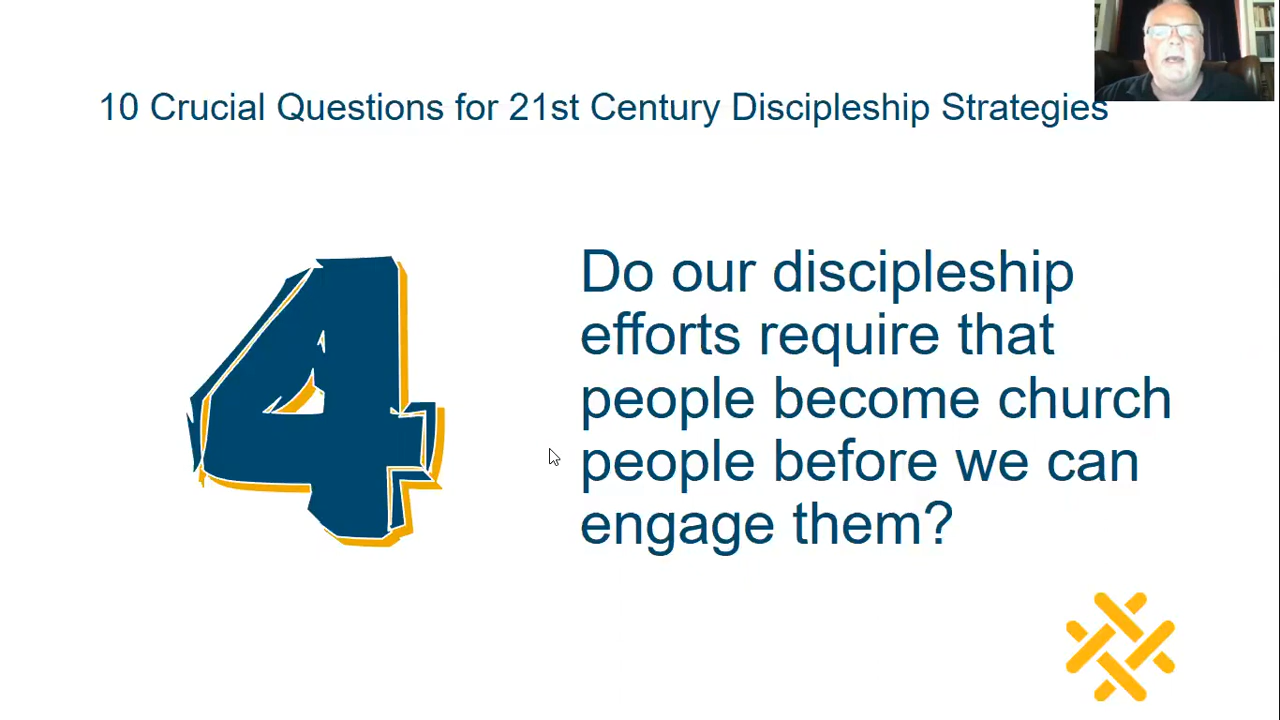 10 Crucial Questions for 21st Century Discipleship Strategies
4
Do our discipleship
efforts require that
people become church
people before we can
engage them?